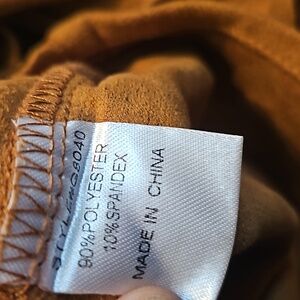 8040
90%POLYESTER
10%SPANDEX
MADE IN CHINA